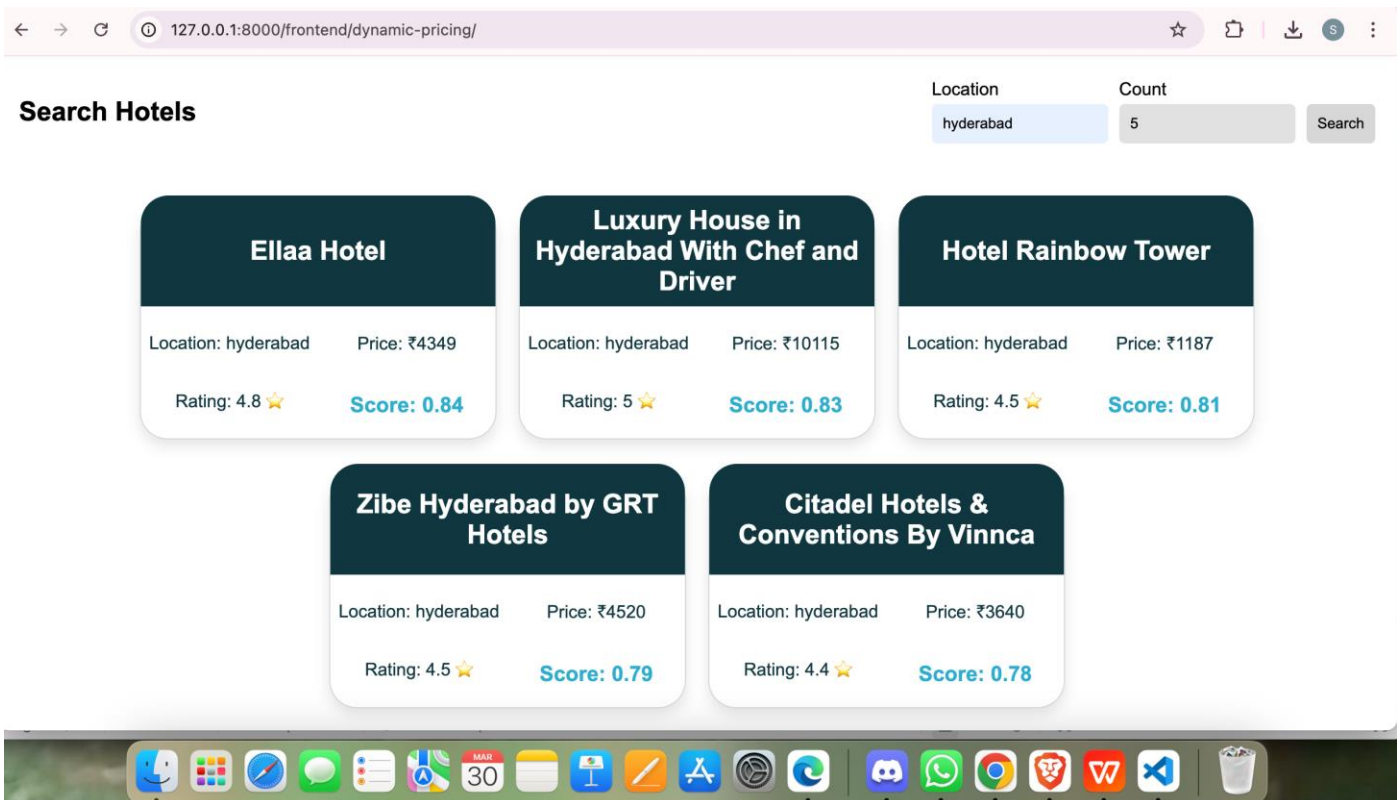 127.0.0.1:8000/frontend/dynamic-pricing/
S
Search Hotels
Location
Count
hyderabad
5
Search
Ellaa Hotel
Location: hyderabad
Price: ₹4349
Rating: 4.8 ⭐
Score: 0.84
Luxury House in
Hyderabad With Chef and
Driver
Location: hyderabad
Price: ₹10115
Rating: 5 ⭐
Score: 0.83
Hotel Rainbow Tower
Location: hyderabad
Price: ₹1187
Rating: 4.5 ⭐
Score: 0.81
Zibe Hyderabad by GRT
Hotels
Location: hyderabad
Price: ₹4520
Rating: 4.5 ⭐
Score: 0.79
Citadel Hotels &
Conventions By Vinnca
Location: hyderabad
Price: ₹3640
Rating: 4.4 ⭐
Score: 0.78
MAR
30